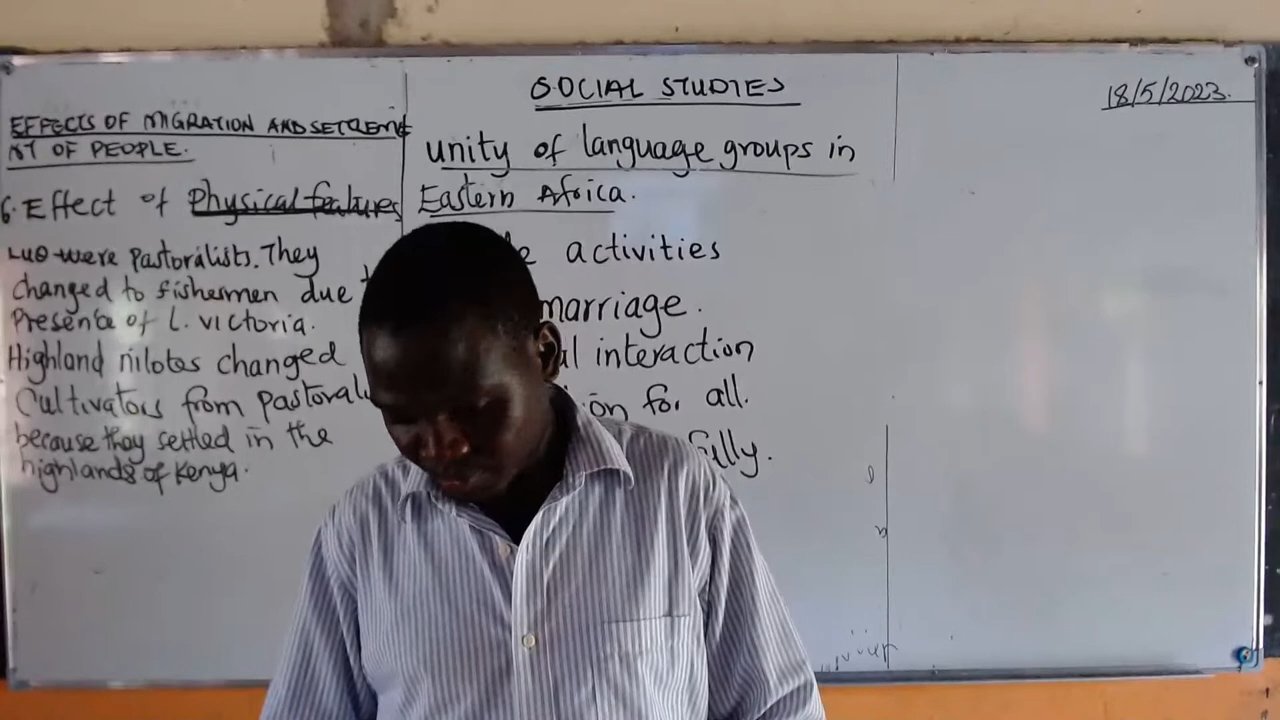 SOCIAL STUDIES
18/5/2023.
EFFECTS OF MIGRATION AND SETTLEME
NT OF PEOPLE.
6. Effect of Physical features
Luo were Pastoralists. They
changed to fishermen due
Presence of L. victoria.
Highland nilotes changed
Cultivators from pastoral
because they settled in the
highlands of Kenya.
unity of language groups in
Eastern Africa.
activities
marriage.
interaction
for all.